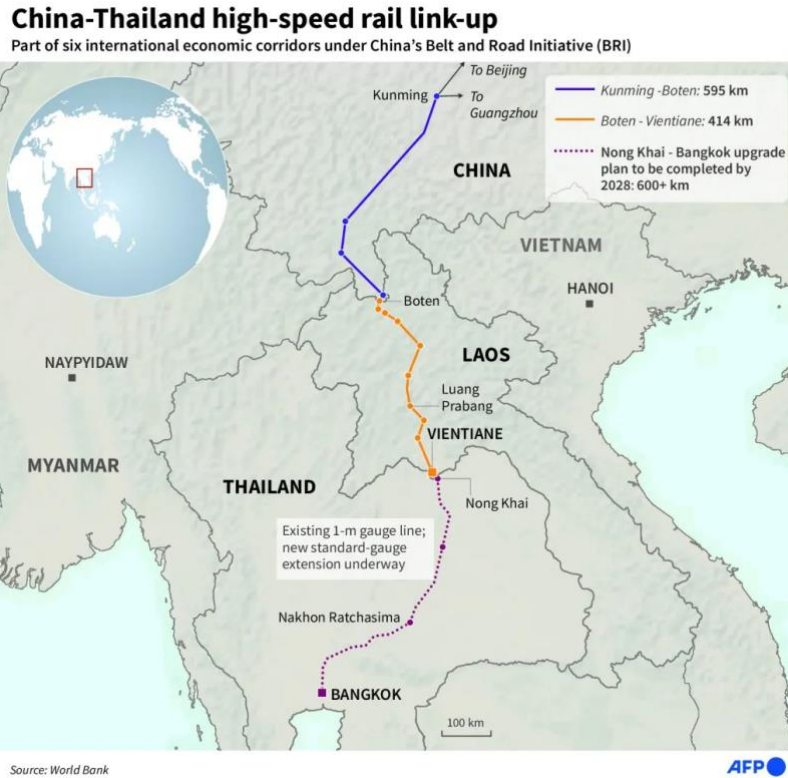 China-Thailand high-speed rail link-up
Part of six international economic corridors under China's Belt and Road Initiative (BRI)
To Beijing
Kunming
To
Guangzhou
Kunming -Boten: 595 km
Boten - Vientiane: 414 km
Nong Khai - Bangkok upgrade
plan to be completed by
2028: 600+ km
CHINA
VIETNAM
HANOI
Boten
LAOS
NAYPYIDAW
Luang
Prabang
VIENTIANE
MYANMAR
THAILAND
Nong Khai
Existing 1-m gauge line;
new standard-gauge
extension underway
Nakhon Ratchasima
BANGKOK
100 km
Source: World Bank
AFP